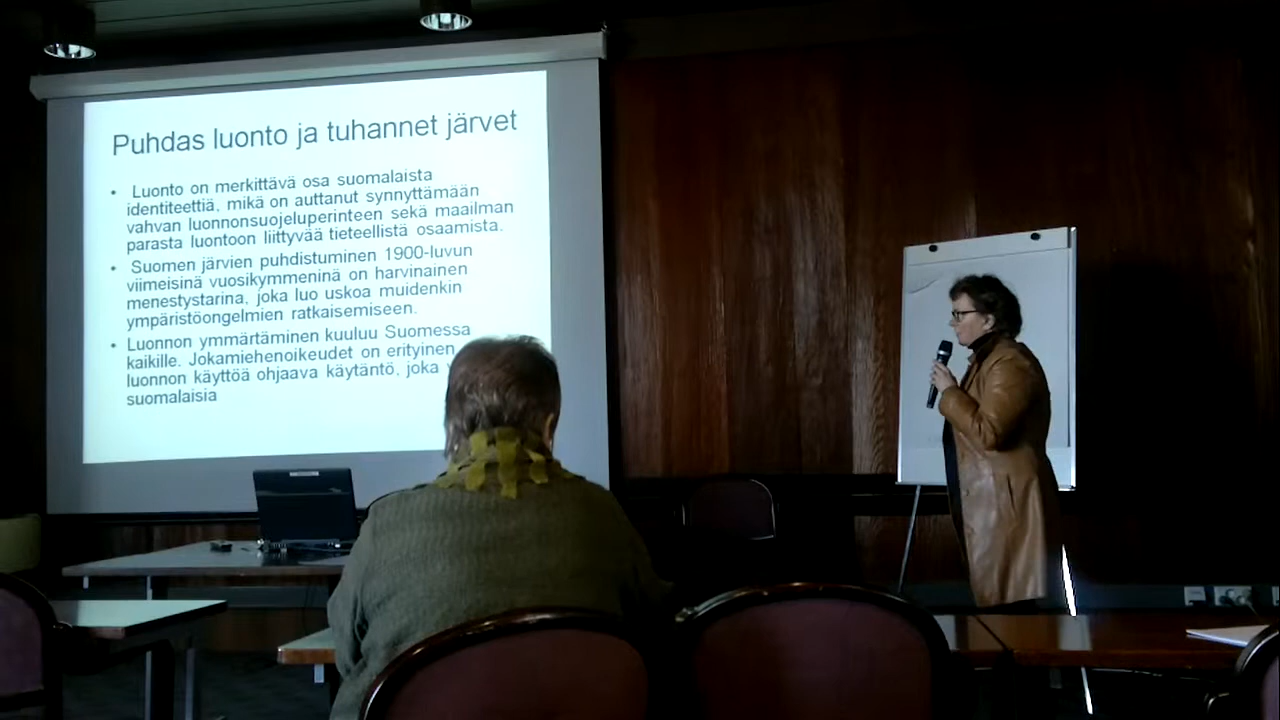 Puhdas luonto ja tuhannet järvet
• Luonto on merkittävä osa suomalaista
identiteettiä, mikä on auttanut synnyttämään
vahvan luonnonsuojeluperinteen sekä maailman
parasta luontoon liittyvää tieteellistä osaamista.
• Suomen järvien puhdistuminen 1900-luvun
viimeisinä vuosikymmeninä on harvinainen
menestystarina, joka luo uskoa muidenkin
ympäristöongelmien ratkaisemiseen.
• Luonnon ymmärtäminen kuuluu Suomessa
kaikille. Jokamiehenoikeudet on erityinen
luonnon käyttöä ohjaava käytäntö, joka
suomalaisia